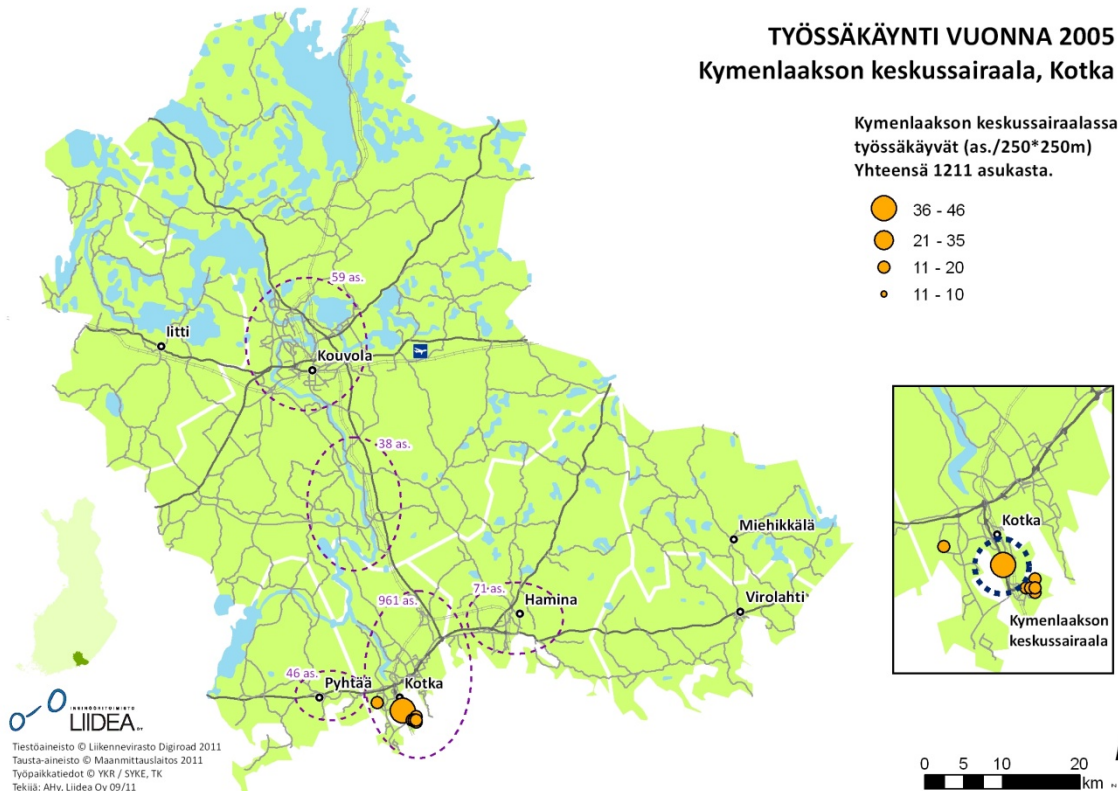 TYÖSSÄKÄYNTI VUONNA 2005
Kymenlaakson keskussairaala, Kotka
Kymenlaakson keskussairaalassa
työssäkäyvät (as./250*250m)
Yhteensä 1211 asukasta.
36 - 46
21 - 35
11 - 20
11 - 10
59 as.
Iitti
Kouvola
38 as.
Miehikkälä
71 as.
Hamina
Virolahti
961 as.
46 as.
Pyhtää
Kotka
Kotka
Kymenlaakson
keskussairaala
INSINÖÖRITOIMISTO
LIIDEA
Tiestöaineisto © Liikennevirasto Digiroad 2011
Tausta-aineisto © Maanmittauslaitos 2011
Työpaikkatiedot © YKR / SYKE, TK
Tekijä: AHy, Liidea Oy 09/11
0 5 10 20
km